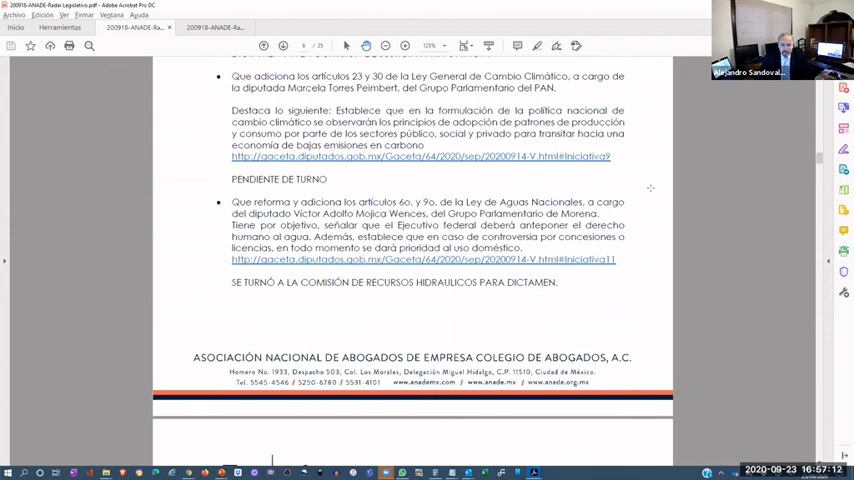 200918-ANADE-Radar Legislativo.pdf - Adobe Acrobat Pro DC
Archivo Edición Ver Firmar Ventana Ayuda
Inicio Herramientas 200918-ANADE-Ra... × 200918-ANADE-Ra...
6 / 25 125%
Alejandro Sandoval...
Que adiciona los artículos 23 y 30 de la Ley General de Cambio Climático, a cargo de
la diputada Marcela Torres Peimbert, del Grupo Parlamentario del PAN.
Destaca lo siguiente: Establece que en la formulación de la política nacional de
cambio climático se observarán los principios de adopción de patrones de producción
y consumo por parte de los sectores público, social y privado para transitar hacia una
economía de bajas emisiones en carbono
http://gaceta.diputados.gob.mx/Gaceta/64/2020/sep/20200914-V.html#Iniciativa9
PENDIENTE DE TURNO
Que reforma y adiciona los artículos 6o. y 9o. de la Ley de Aguas Nacionales, a cargo
del diputado Víctor Adolfo Mojica Wences, del Grupo Parlamentario de Morena.
Tiene por objetivo, señalar que el Ejecutivo federal deberá anteponer el derecho
humano al agua. Además, establece que en caso de controversia por concesiones o
licencias, en todo momento se dará prioridad al uso doméstico.
http://gaceta.diputados.gob.mx/Gaceta/64/2020/sep/20200914-V.html#Iniciativa11
SE TURNÓ A LA COMISIÓN DE RECURSOS HIDRAULICOS PARA DICTAMEN.
ASOCIACIÓN NACIONAL DE ABOGADOS DE EMPRESA COLEGIO DE ABOGADOS, A.C.
Homero No. 1933, Despacho 503, Col. Los Morales, Delegación Miguel Hidalgo, C.P. 11510, Ciudad de México.
Tel. 5545-4546 / 5250-6780 / 5531-4101 www.anademx.com / www.anade.mx / www.anade.org.mx
2020-09-23 16:57:12